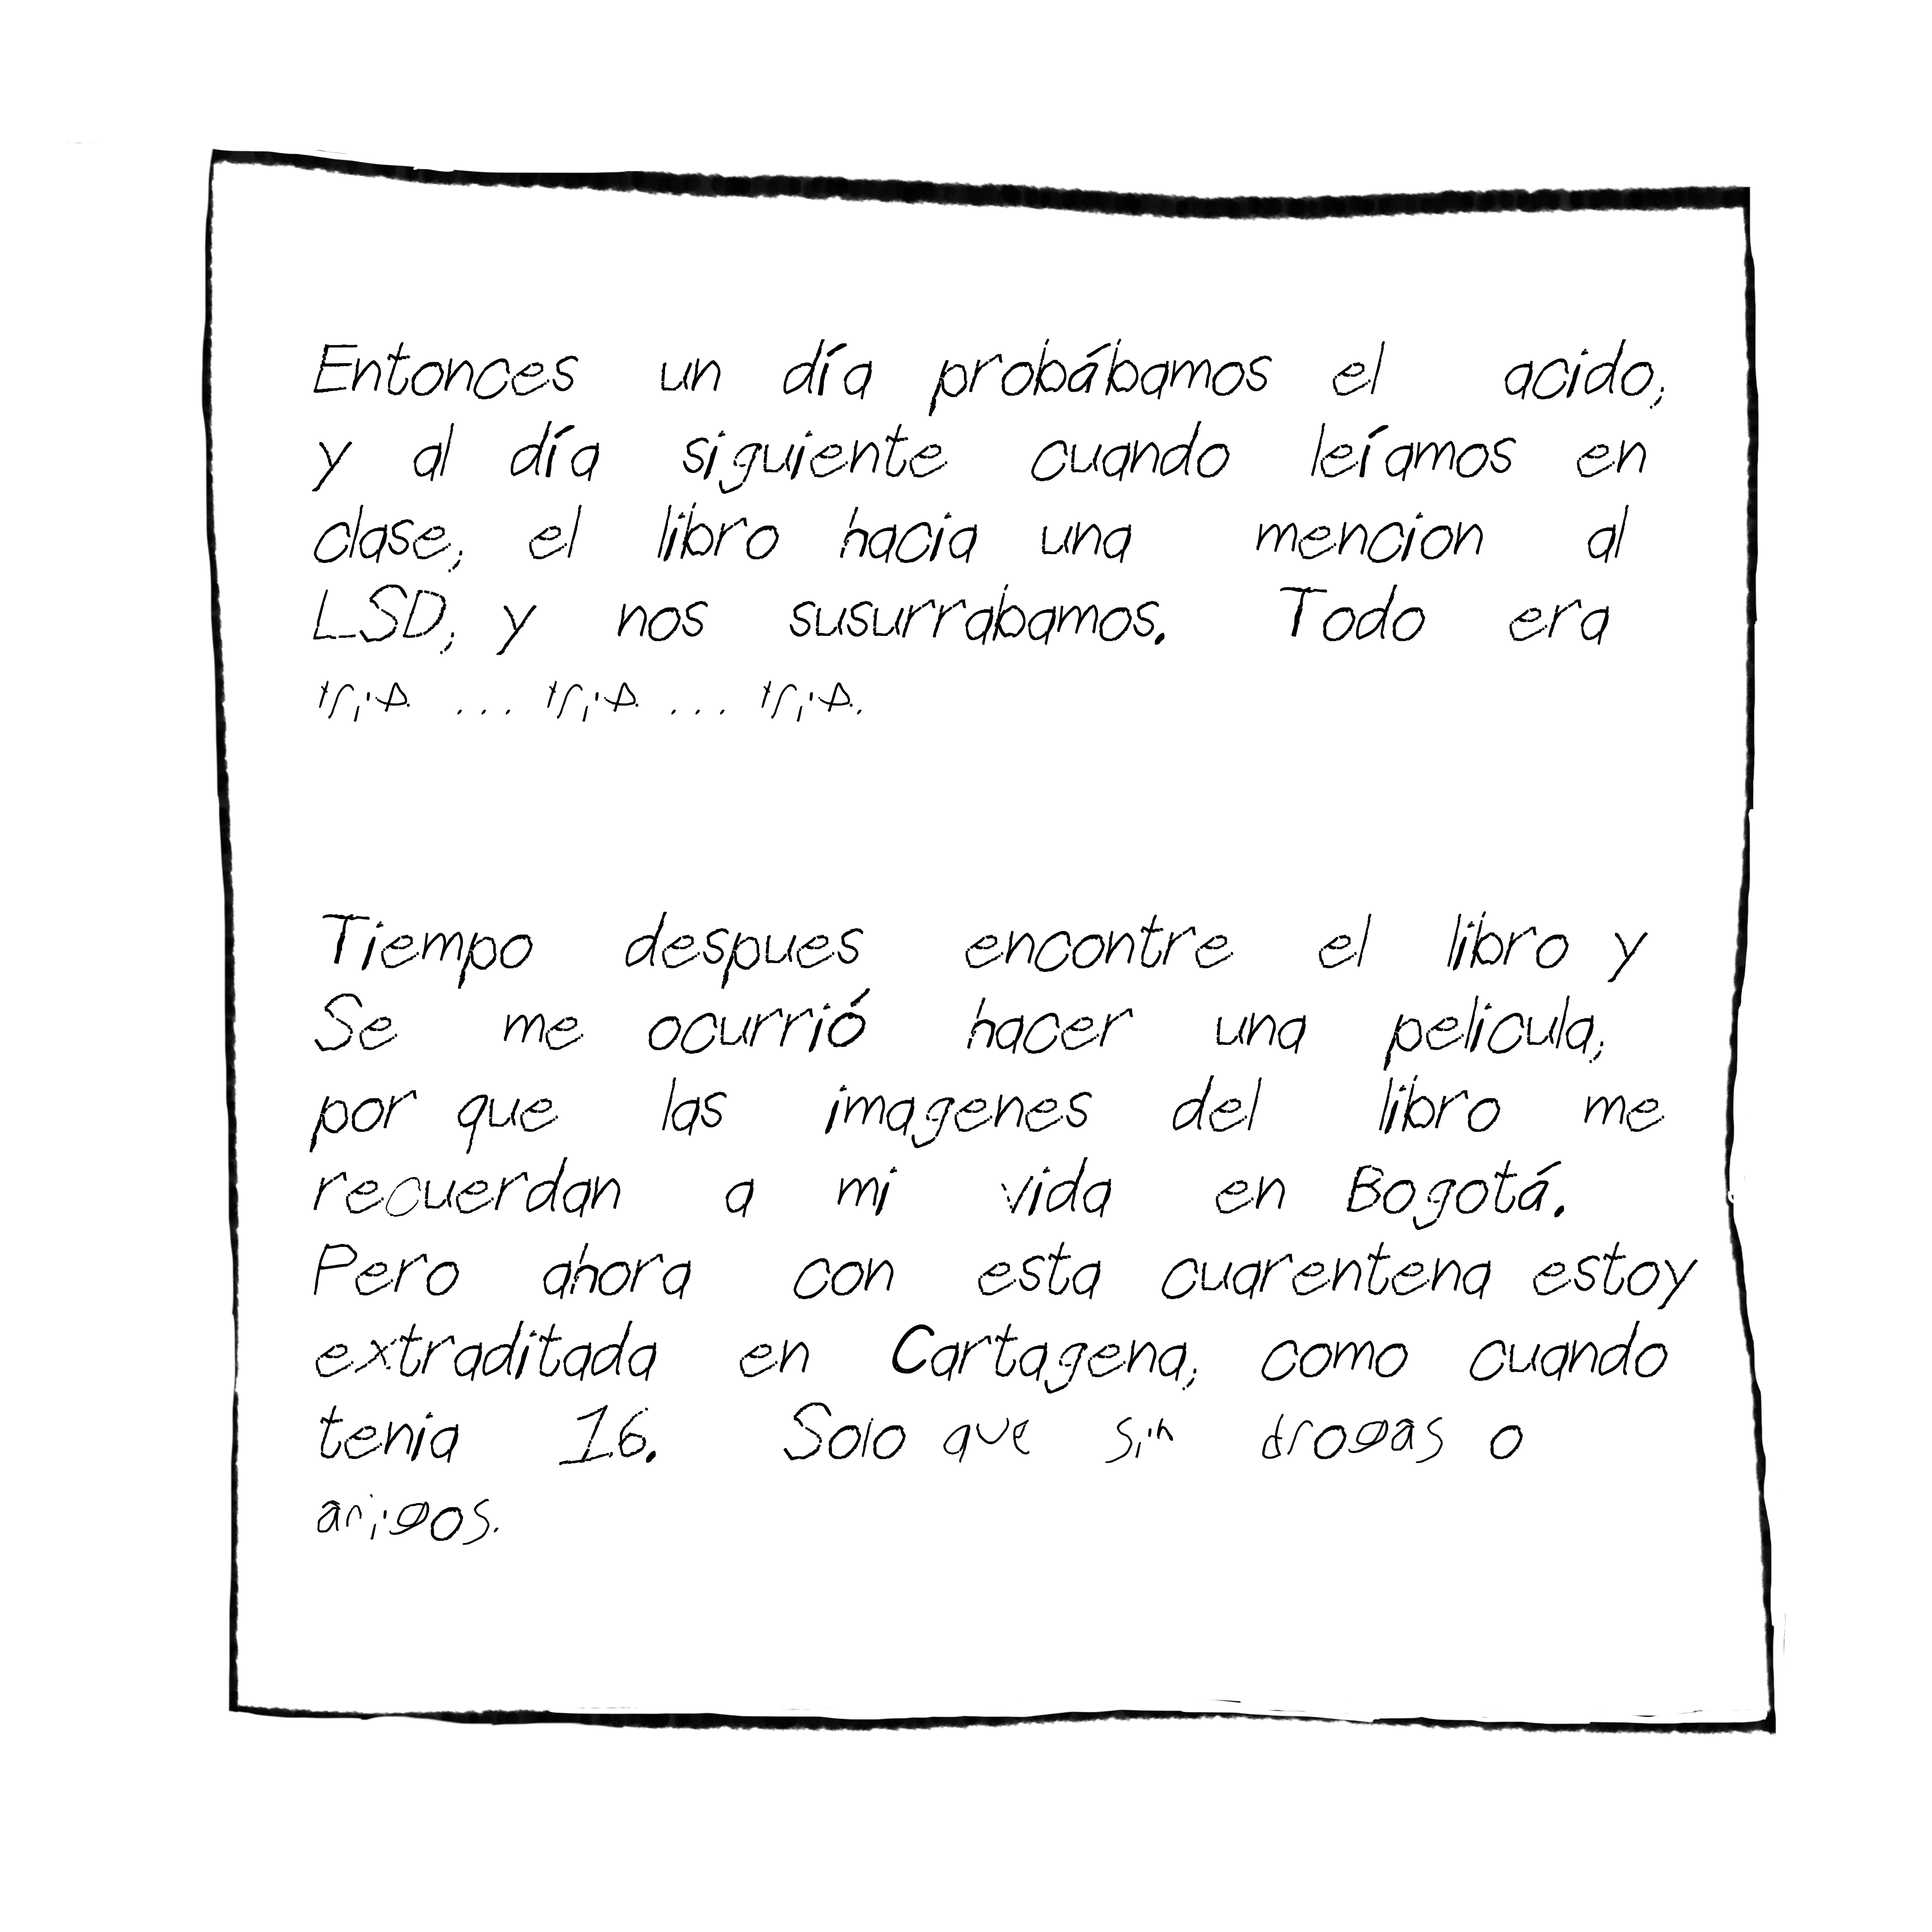 Entonces un día probábamos el acido,
y al día siguiente cuando leíamos en
clase, el libro hacia una mencion al
LSD, y nos susurrabamos. Todo era
trip. ... trip. ... trip.
Tiempo despues encontre el libro y
Se me ocurrió hacer una pelicula,
por que las imagenes del libro me
recuerdan a mi vida en Bogotá.
Pero ahora con esta cuarentena estoy
extraditada en Cartagena, como cuando
tenia 16. Solo que sin drogas o
amigos.